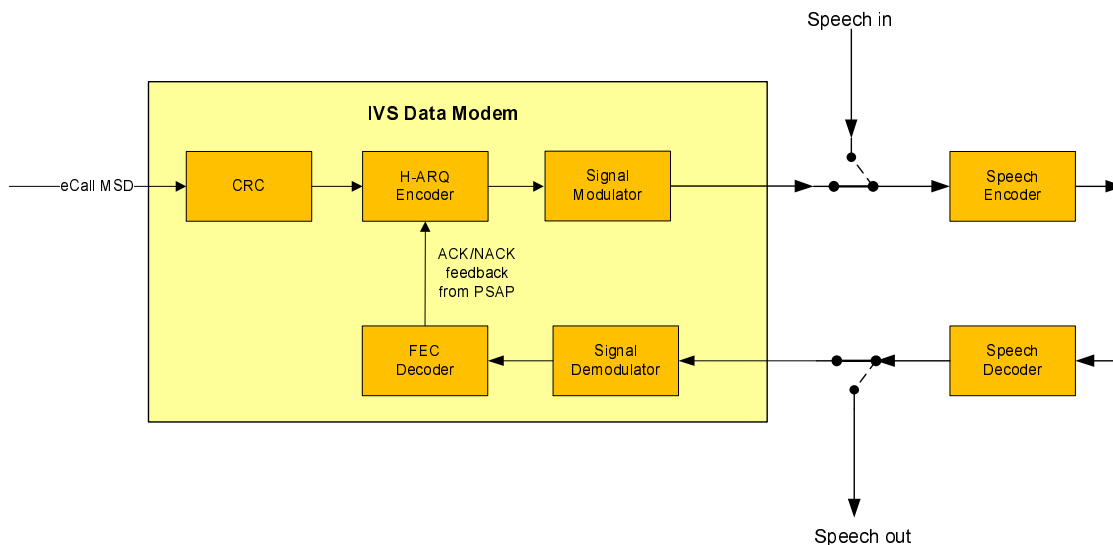 Speech in
IVS Data Modem
eCall MSD
CRC
H-ARQ
Encoder
Signal
Modulator
Speech
Encoder
ACK/NACK
feedback
from PSAP
FEC
Decoder
Signal
Demodulator
Speech
Decoder
Speech out